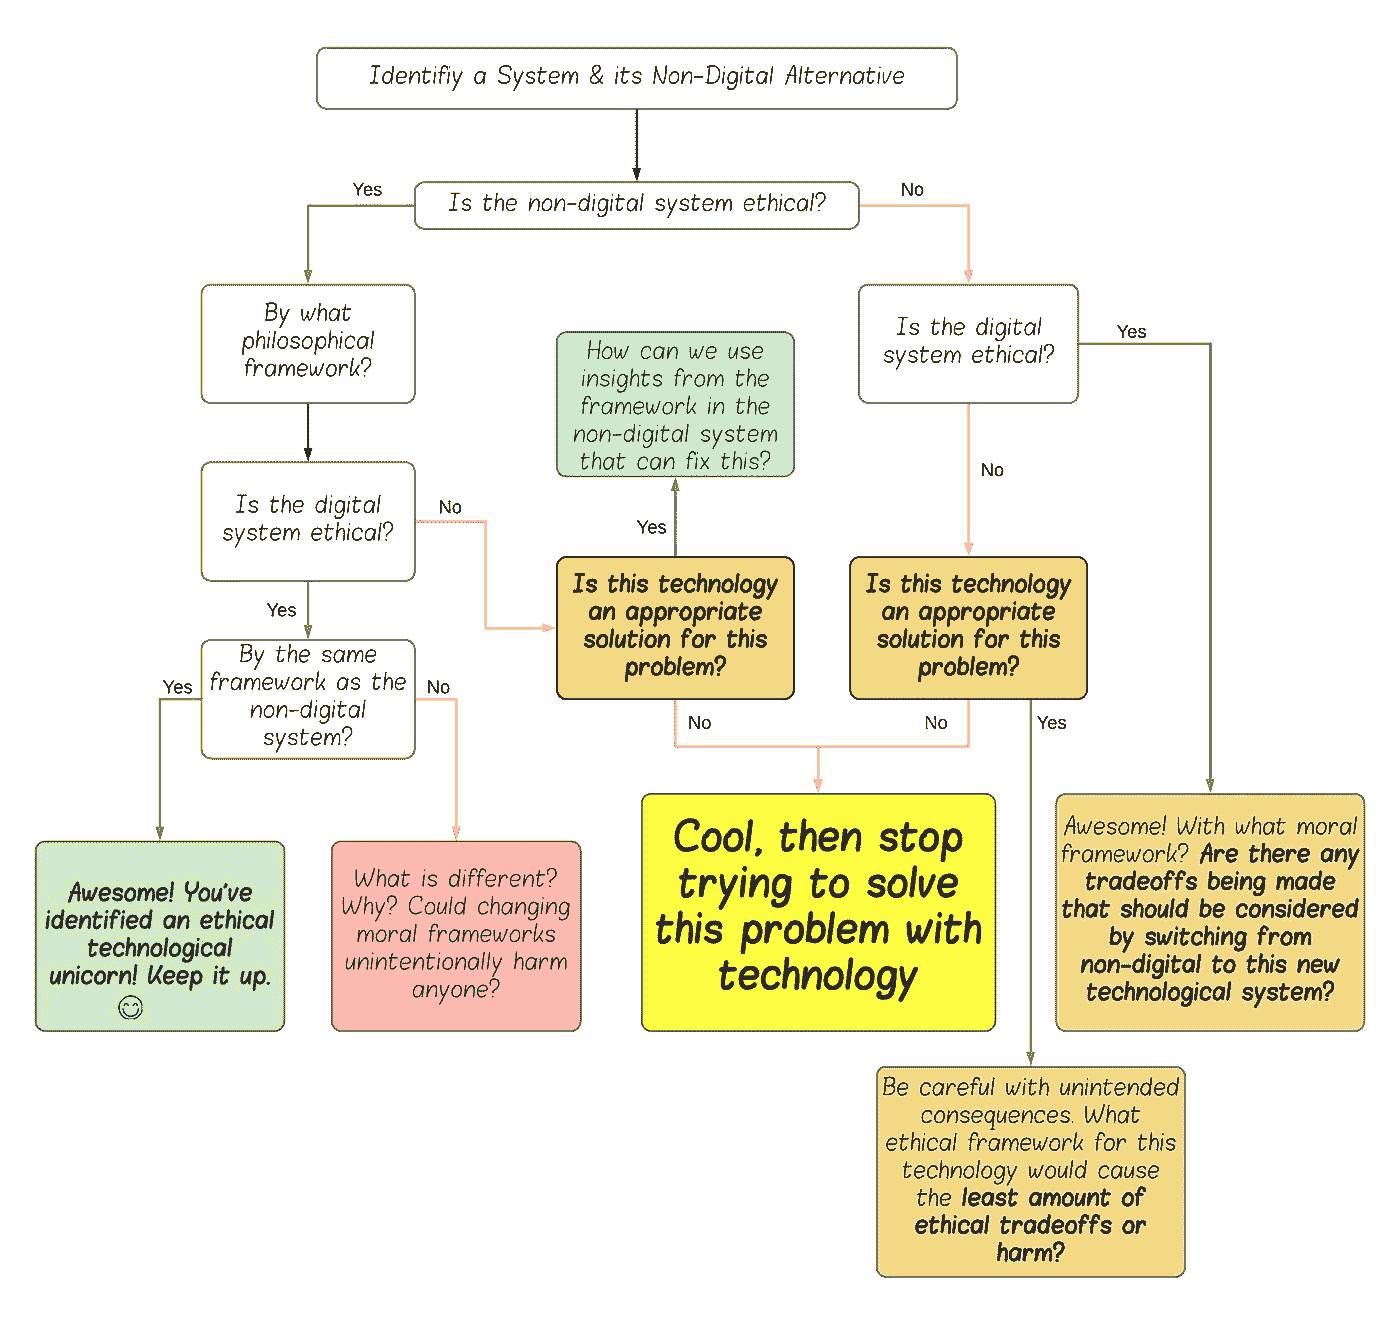 Identifiy a System & its Non-Digital Alternative
Yes
Is the non-digital system ethical?
No
By what
philosophical
framework?
How can we use
insights from the
framework in the
non-digital system
that can fix this?
Is the digital
system ethical?
Yes
Is the digital
system ethical?
No
Yes
No
Is this technology
an appropriate
solution for this
problem?
Is this technology
an appropriate
solution for this
problem?
Yes
By the same
framework as the
non-digital
system?
Yes
No
No
No
Yes
Awesome! You've
identified an ethical
technological
unicorn! Keep it up.
What is different?
Why? Could changing
moral frameworks
unintentionally harm
anyone?
Cool, then stop
trying to solve
this problem with
technology
Awesome! With what moral
framework? Are there any
tradeoffs being made
that should be considered
by switching from
non-digital to this new
technological system?
Be careful with unintended
consequences. What
ethical framework for this
technology would cause
the least amount of
ethical tradeoffs or
harm?